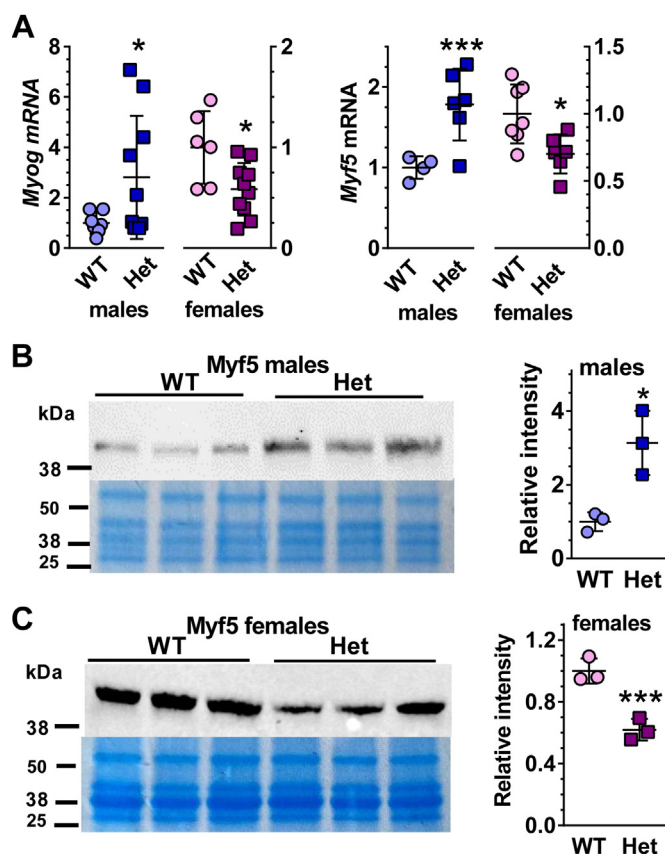 A
Myog mRNA
8
6
4
2
0
*
*
2
1
0
WT
Het
WT
Het
males
females
Myf5 mRNA
2
1
0
***
*
1.5
1.0
0.5
0.0
WT
Het
WT
Het
males
females
B
Myf5 males
WT
Het
kDa
38
50
38
25
males
Relative intensity
4
2
0
*
WT
Het
C
Myf5 females
WT
Het
kDa
38
50
38
25
females
Relative intensity
1.2
0.6
0.0
***
WT
Het